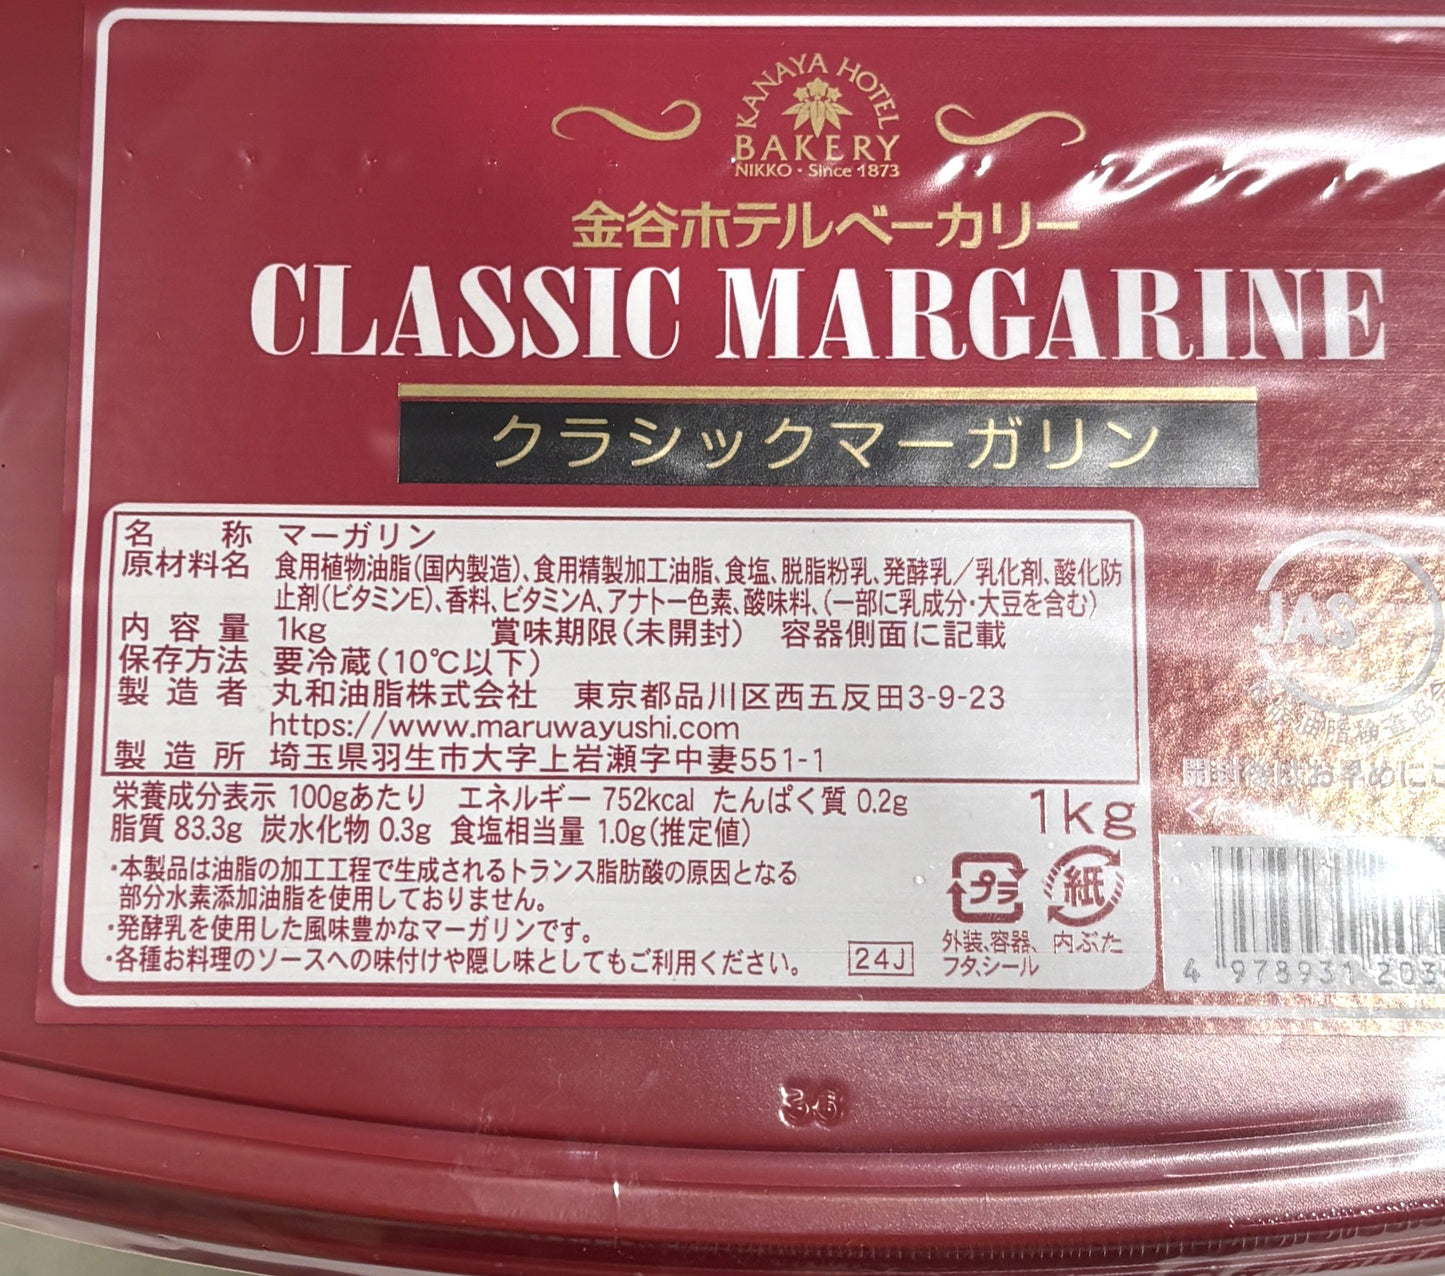 KANAYA HOTEL
BAKERY
NIKKO・Since 1873
金谷ホテルベーカリー
CLASSIC MARGARINE
クラシックマーガリン
名称 マーガリン
原材料名 食用植物油脂(国内製造)、食用精製加工油脂、食塩、脱脂粉乳、発酵乳／乳化剤、酸化防
止剤(ビタミンE)、香料、ビタミンA、アナトー色素、酸味料、(一部に乳成分・大豆を含む)
内容量 1kg 賞味期限(未開封) 容器側面に記載
保存方法 要冷蔵(10℃以下)
製造者 丸和油脂株式会社 東京都品川区西五反田3-9-23
https://www.maruwayushi.com
製造所 埼玉県羽生市大字上岩瀬字中妻551-1
栄養成分表示 100gあたり エネルギー 752kcal たんぱく質 0.2g
脂質 83.3g 炭水化物 0.3g 食塩相当量 1.0g(推定値)
1kg
・本製品は油脂の加工工程で生成されるトランス脂肪酸の原因となる
部分水素添加油脂を使用しておりません。
・発酵乳を使用した風味豊かなマーガリンです。
・各種お料理のソースへの味付けや隠し味としてもご利用ください。
24J
プラ
紙
外装、容器、 内ぶた
フタ、シール
JAS
油脂検査協
開封後はお早めにご
4 978931 203
36